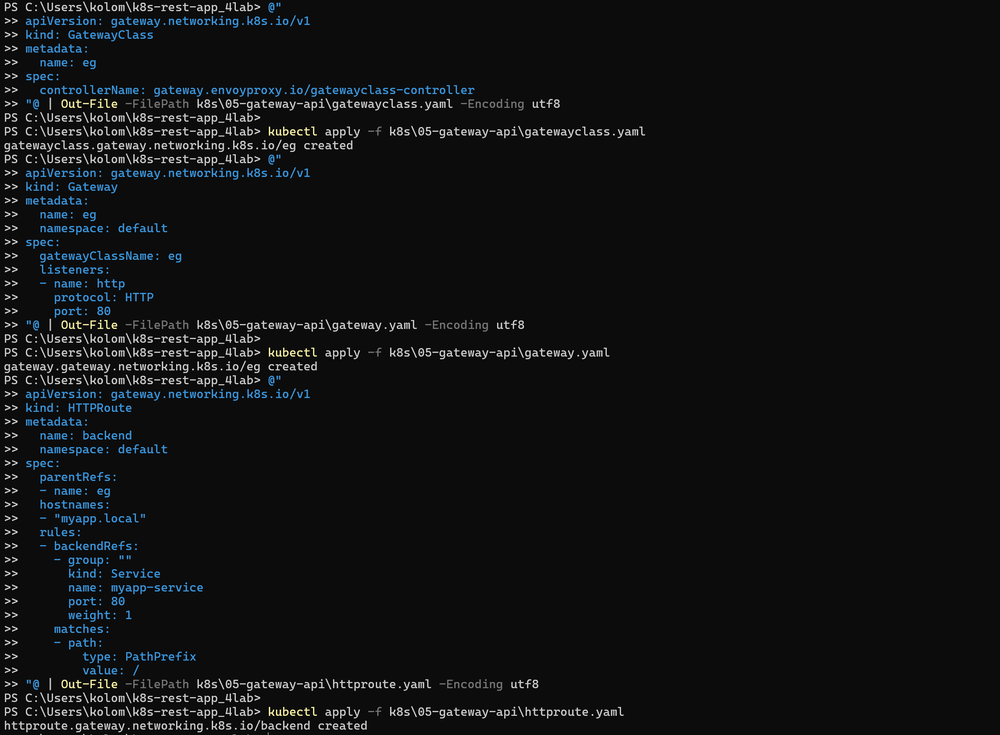 PS C:\Users\kolom\k8s-rest-app_4lab> @"
>> apiVersion: gateway.networking.k8s.io/v1
>> kind: GatewayClass
>> metadata:
>>   name: eg
>> spec:
>>   controllerName: gateway.envoyproxy.io/gatewayclass-controller
>> "@ | Out-File -FilePath k8s\05-gateway-api\gatewayclass.yaml -Encoding utf8
PS C:\Users\kolom\k8s-rest-app_4lab>
PS C:\Users\kolom\k8s-rest-app_4lab> kubectl apply -f k8s\05-gateway-api\gatewayclass.yaml
gatewayclass.gateway.networking.k8s.io/eg created
PS C:\Users\kolom\k8s-rest-app_4lab> @"
>> apiVersion: gateway.networking.k8s.io/v1
>> kind: Gateway
>> metadata:
>>   name: eg
>>   namespace: default
>> spec:
>>   gatewayClassName: eg
>>   listeners:
>>   - name: http
>>     protocol: HTTP
>>     port: 80
>> "@ | Out-File -FilePath k8s\05-gateway-api\gateway.yaml -Encoding utf8
PS C:\Users\kolom\k8s-rest-app_4lab>
PS C:\Users\kolom\k8s-rest-app_4lab> kubectl apply -f k8s\05-gateway-api\gateway.yaml
gateway.gateway.networking.k8s.io/eg created
PS C:\Users\kolom\k8s-rest-app_4lab> @"
>> apiVersion: gateway.networking.k8s.io/v1
>> kind: HTTPRoute
>> metadata:
>>   name: backend
>>   namespace: default
>> spec:
>>   parentRefs:
>>   - name: eg
>>   hostnames:
>>   - "myapp.local"
>>   rules:
>>   - backendRefs:
>>     - group: ""
>>       kind: Service
>>       name: myapp-service
>>       port: 80
>>       weight: 1
>>     matches:
>>     - path:
>>         type: PathPrefix
>>         value: /
>> "@ | Out-File -FilePath k8s\05-gateway-api\httproute.yaml -Encoding utf8
PS C:\Users\kolom\k8s-rest-app_4lab>
PS C:\Users\kolom\k8s-rest-app_4lab> kubectl apply -f k8s\05-gateway-api\httproute.yaml
httproute.gateway.networking.k8s.io/backend created